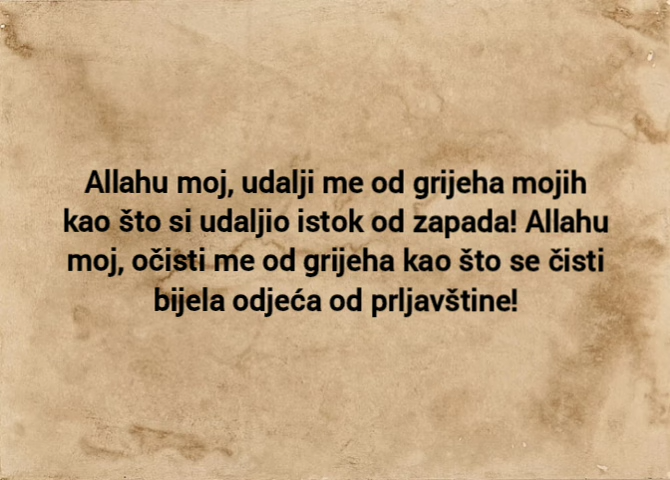 Allahu moj, udalji me od grijeha mojih
kao što si udaljio istok od zapada! Allahu
moj, očisti me od grijeha kao što se čisti
bijela odjeća od prljavštine!